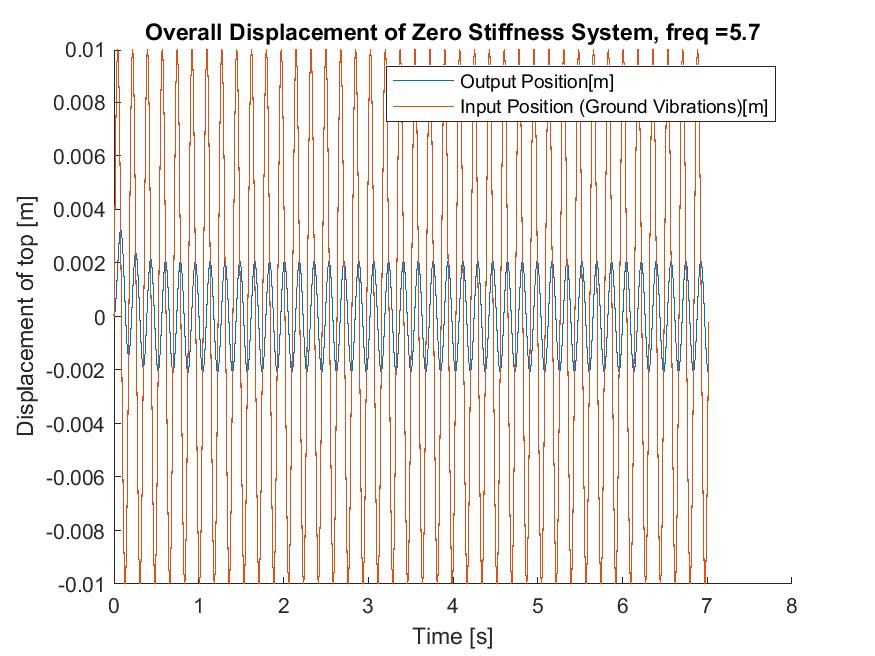 Overall Displacement of Zero Stiffness System, freq =5.7
0.01
0.008
0.006
0.004
0.002
0
-0.002
-0.004
-0.006
-0.008
-0.01
Displacement of top [m]
Output Position[m]
Input Position (Ground Vibrations)[m]
0 1 2 3 4 5 6 7 8
Time [s]